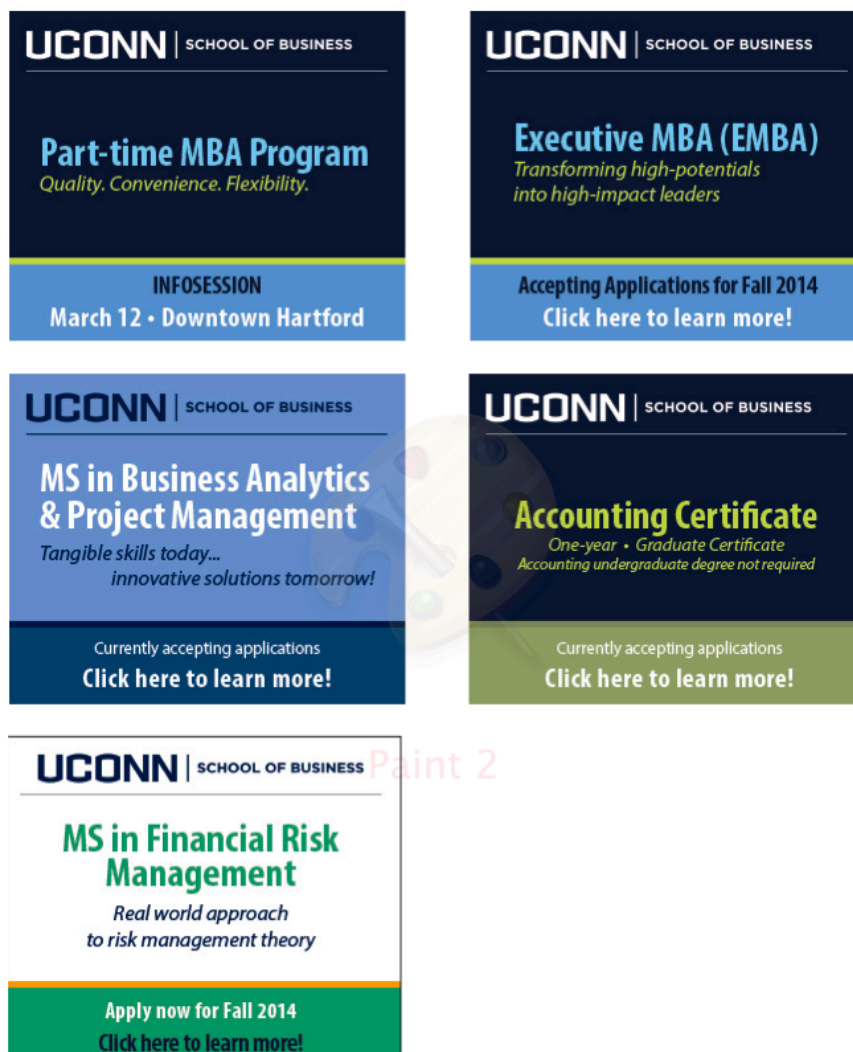 UCONN | SCHOOL OF BUSINESS
Part-time MBA Program
Quality. Convenience. Flexibility.
INFOSESSION
March 12 • Downtown Hartford
UCONN | SCHOOL OF BUSINESS
Executive MBA (EMBA)
Transforming high-potentials
into high-impact leaders
Accepting Applications for Fall 2014
Click here to learn more!
UCONN | SCHOOL OF BUSINESS
MS in Business Analytics
& Project Management
Tangible skills today...
innovative solutions tomorrow!
Currently accepting applications
Click here to learn more!
UCONN | SCHOOL OF BUSINESS
Accounting Certificate
One-year • Graduate Certificate
Accounting undergraduate degree not required
Currently accepting applications
Click here to learn more!
UCONN | SCHOOL OF BUSINESS
Paint 2
MS in Financial Risk
Management
Real world approach
to risk management theory
Apply now for Fall 2014
Click here to learn more!